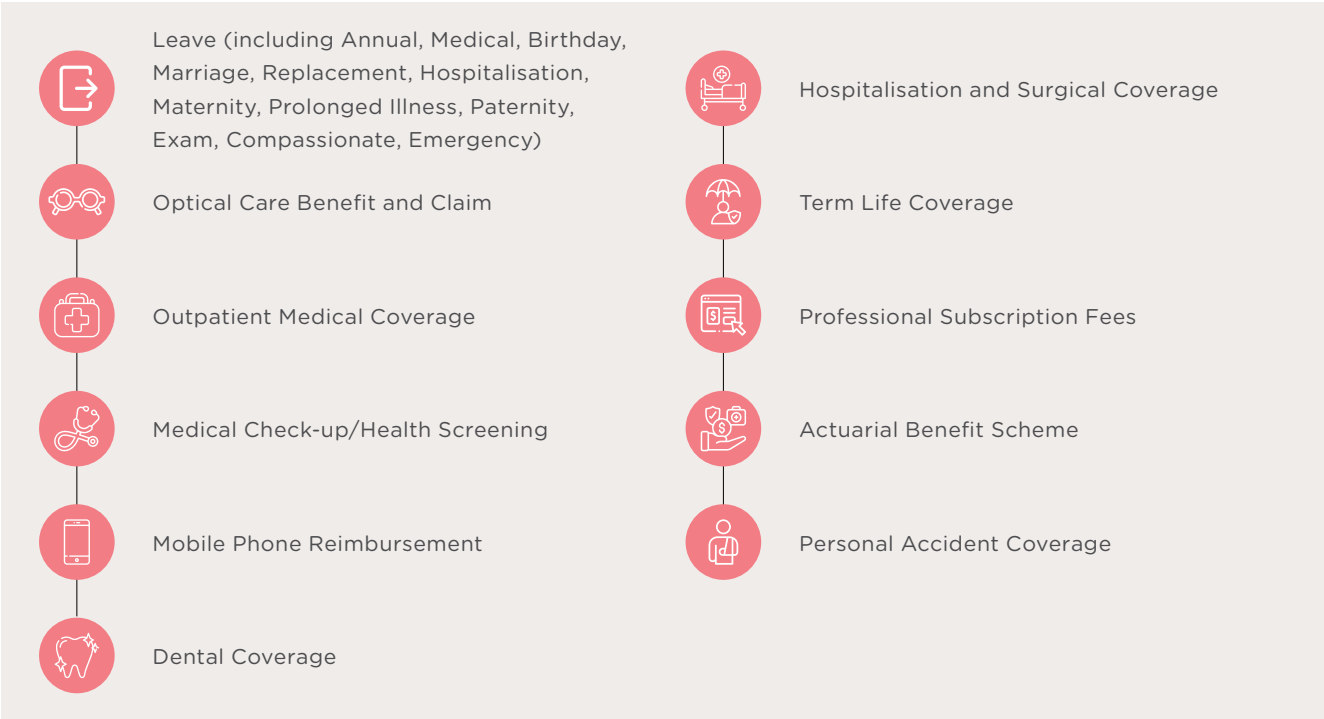 Leave (including Annual, Medical, Birthday,
Marriage, Replacement, Hospitalisation,
Maternity, Prolonged Illness, Paternity,
Exam, Compassionate, Emergency)
Optical Care Benefit and Claim
Outpatient Medical Coverage
Medical Check-up/Health Screening
Mobile Phone Reimbursement
Dental Coverage
Hospitalisation and Surgical Coverage
Term Life Coverage
Professional Subscription Fees
Actuarial Benefit Scheme
Personal Accident Coverage